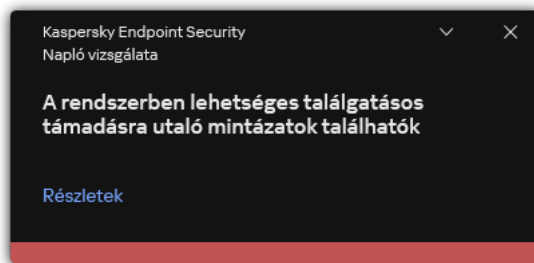 Kaspersky Endpoint Security
Napló vizsgálata
A rendszerben lehetséges találgatásos
támadásra utaló mintázatok találhatók
Részletek